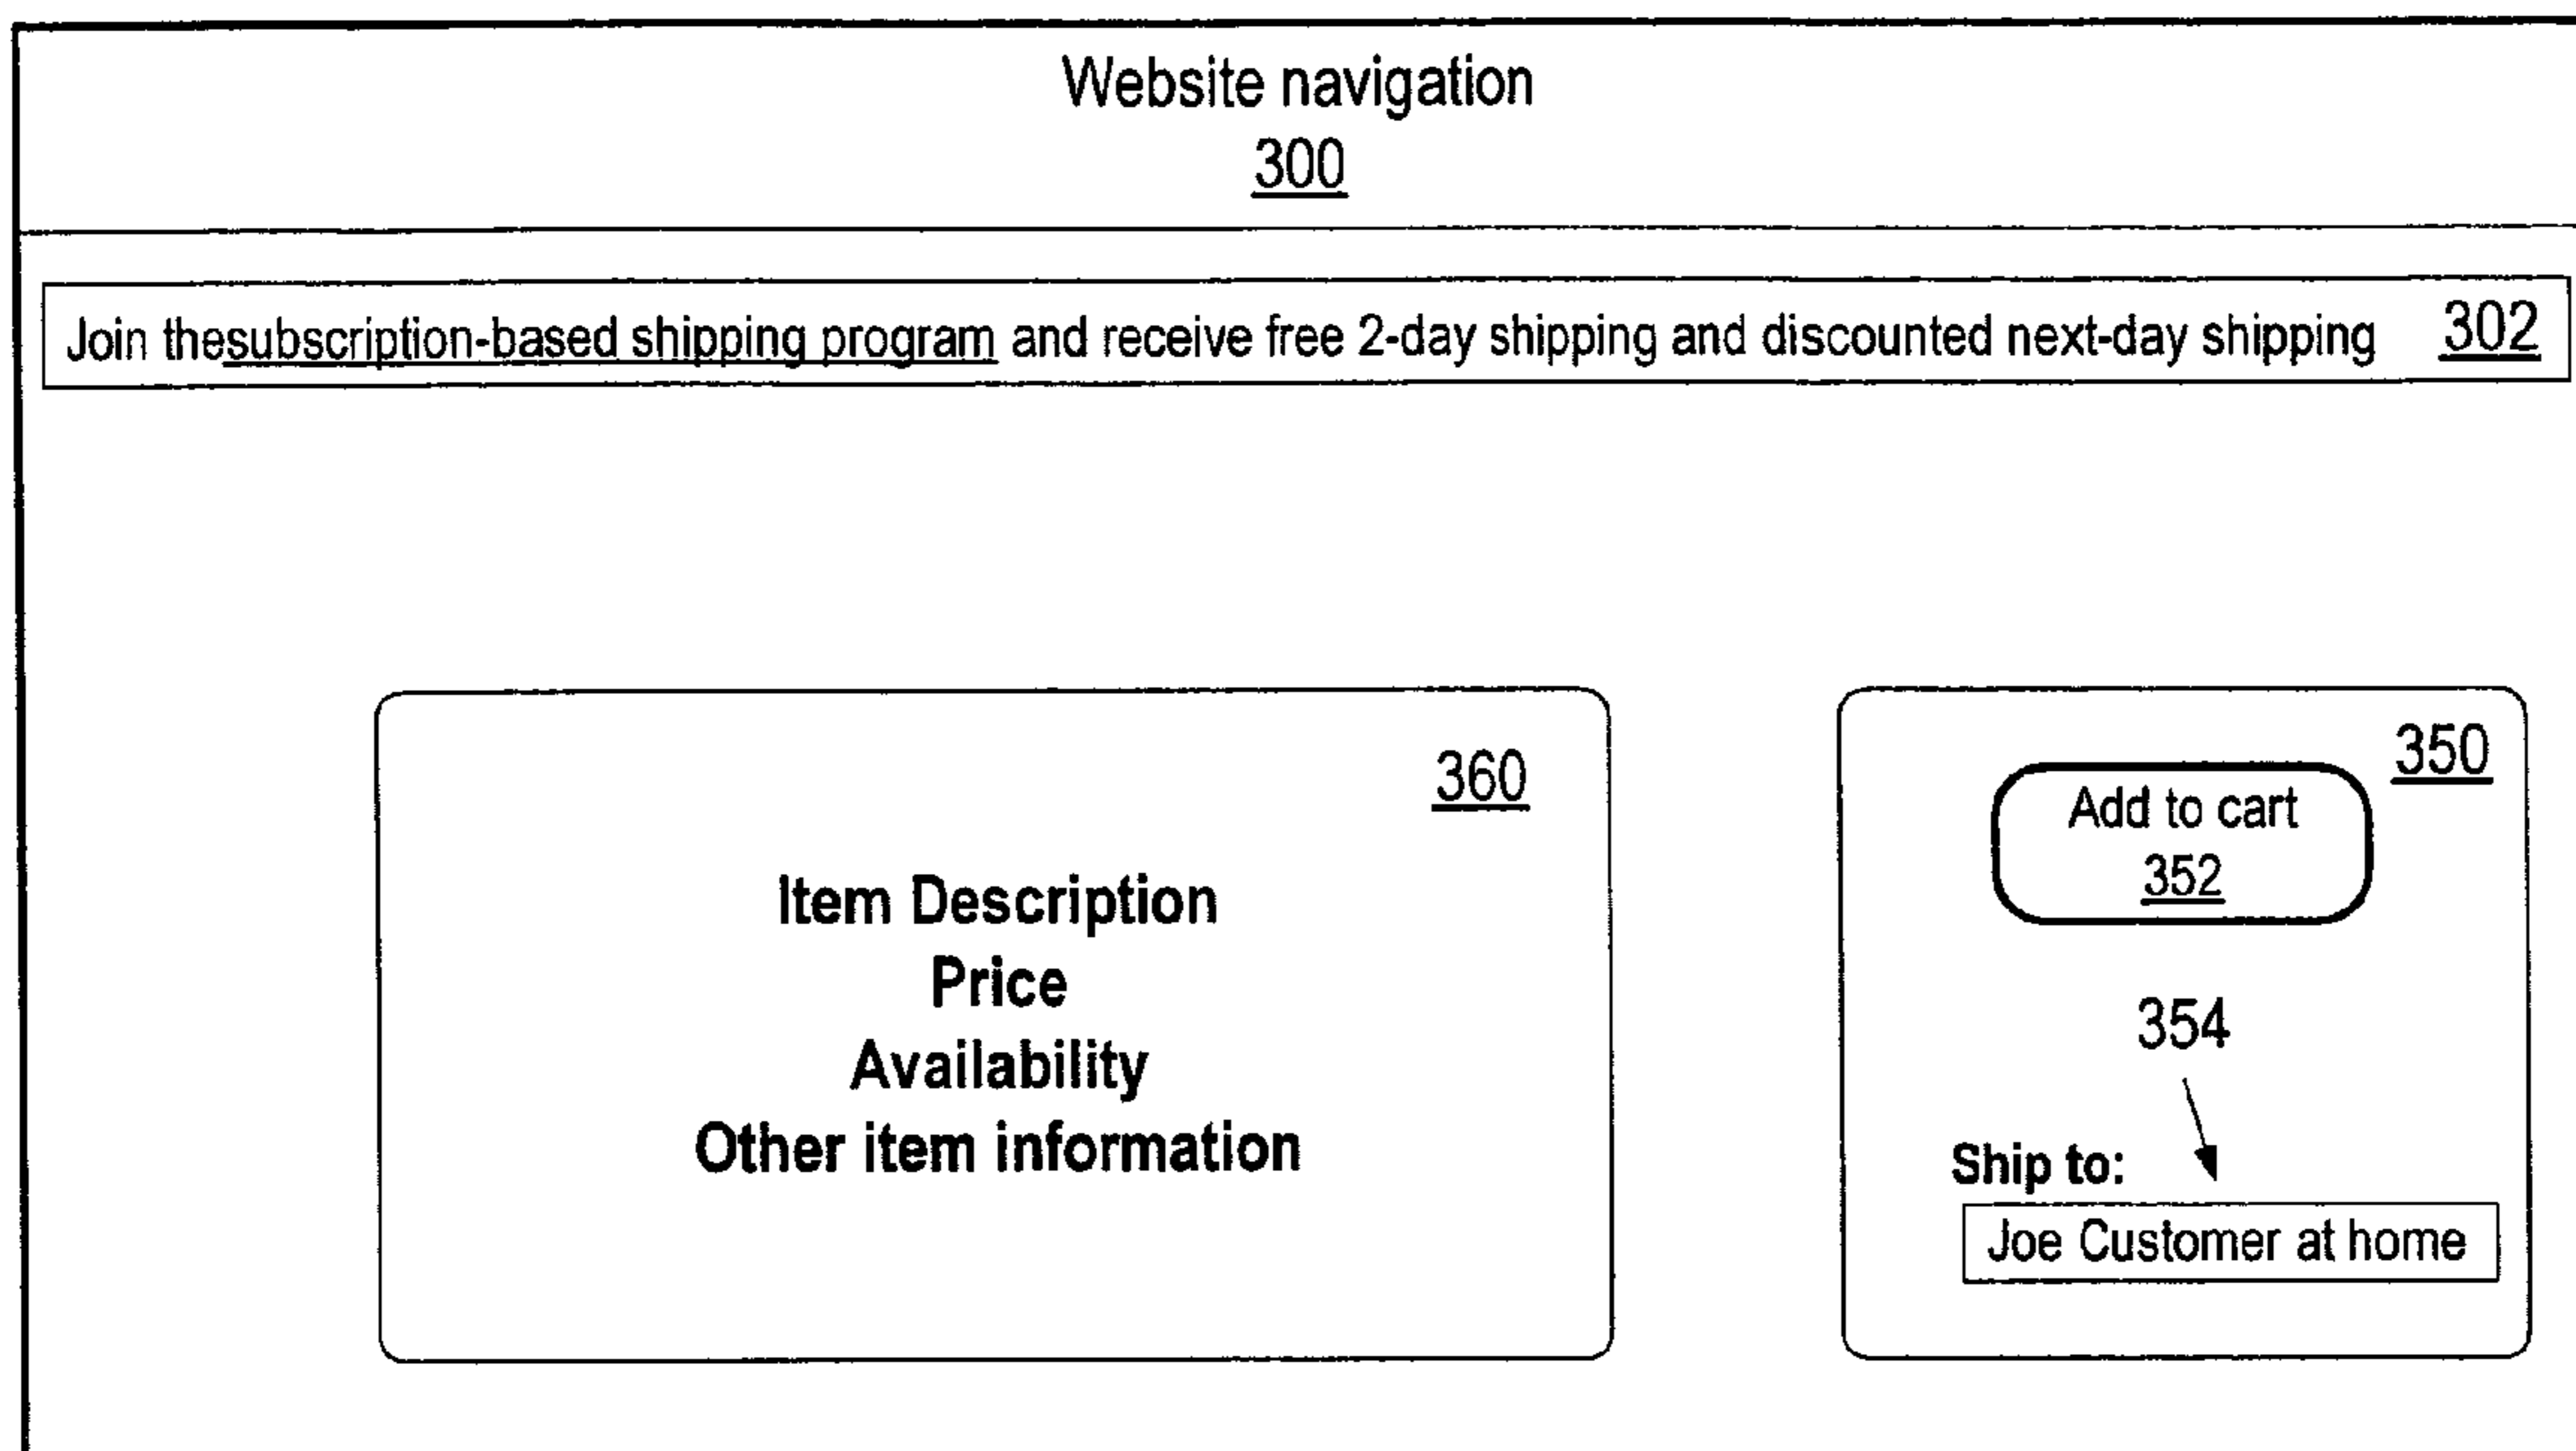 Website navigation
300
Join thesubscription-based shipping program and receive free 2-day shipping and discounted next-day shipping 302
360
Item Description
Price
Availability
Other item information
350
Add to cart
352
354
Ship to:
Joe Customer at home